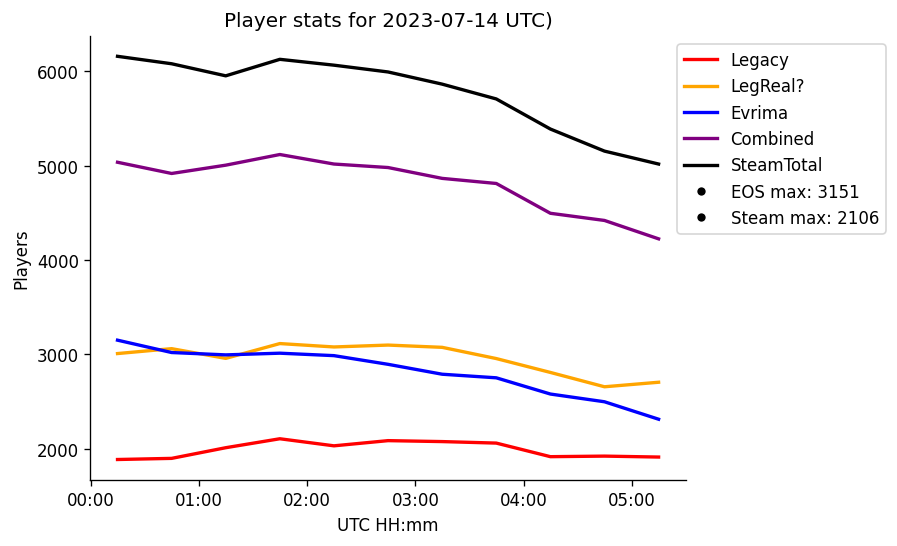 Player stats for 2023-07-14 UTC)
Legacy
LegReal?
Evrima
Combined
SteamTotal
EOS max: 3151
Steam max: 2106
Players
6000
5000
4000
3000
2000
00:00
01:00
02:00
03:00
04:00
05:00
UTC HH:mm